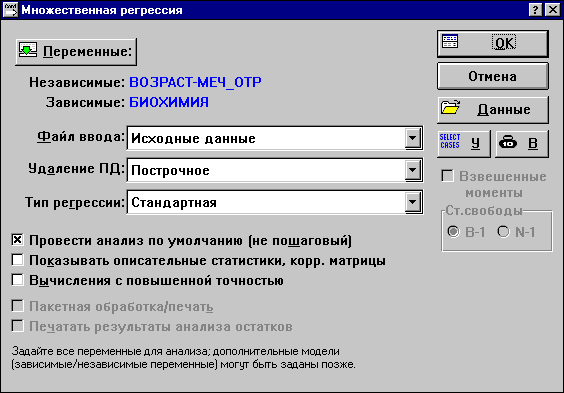 Множественная регрессия
Переменные:
Независимые: ВОЗРАСТ-МЕЧ_ОТР
Зависимые: БИОХИМИЯ
Файл ввода: Исходные данные
Удаление ПД: Построчное
Тип регрессии: Стандартная
Провести анализ по умолчанию (не пошаговый)
Показывать описательные статистики, корр. матрицы
Вычисления с повышенной точностью
Пакетная обработка/печать
Печатать результаты анализа остатков
Задайте все переменные для анализа; дополнительные модели
(зависимые/независимые переменные) могут быть заданы позже.
OK
Отмена
Данные
SELECT CASES У В
Взвешенные
моменты
Ст.свободы
В-1 N-1